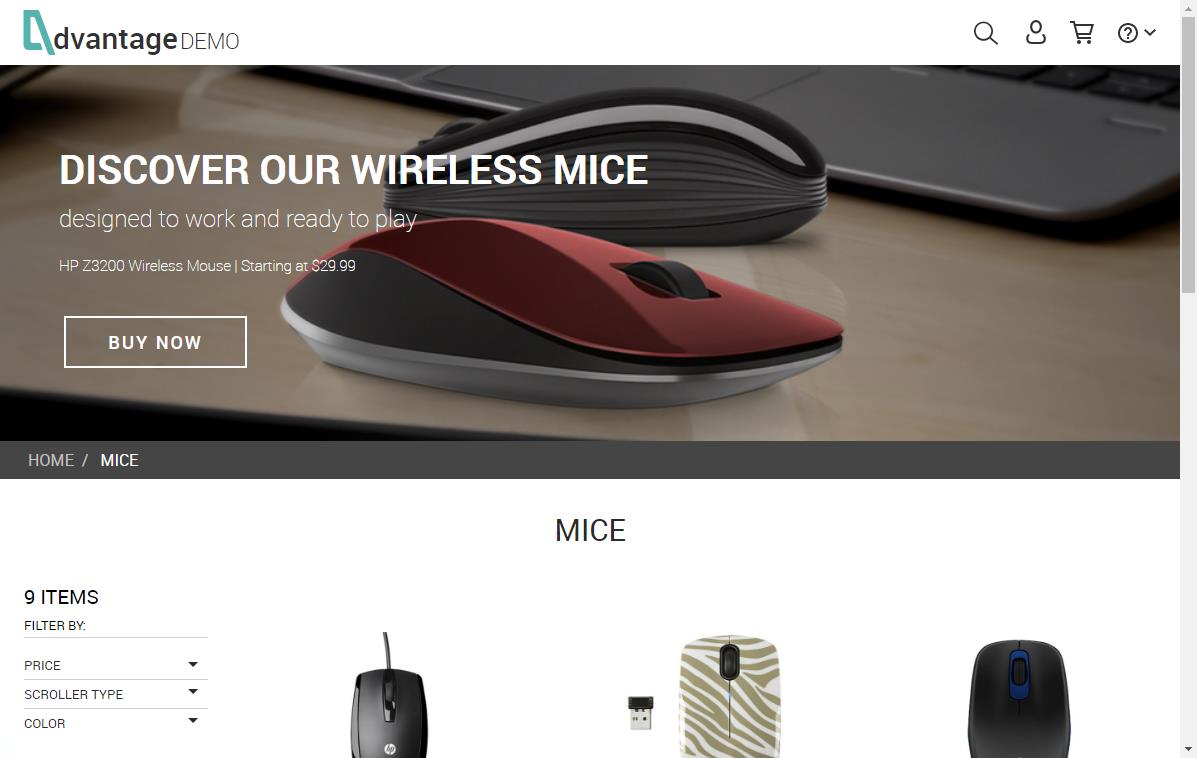 dvantage DEMO
DISCOVER OUR WIRELESS MICE
designed to work and ready to play
HP Z3200 Wireless Mouse | Starting at $29.99
BUY NOW
HOME / MICE
MICE
9 ITEMS
FILTER BY:
PRICE
SCROLLER TYPE
COLOR
hp